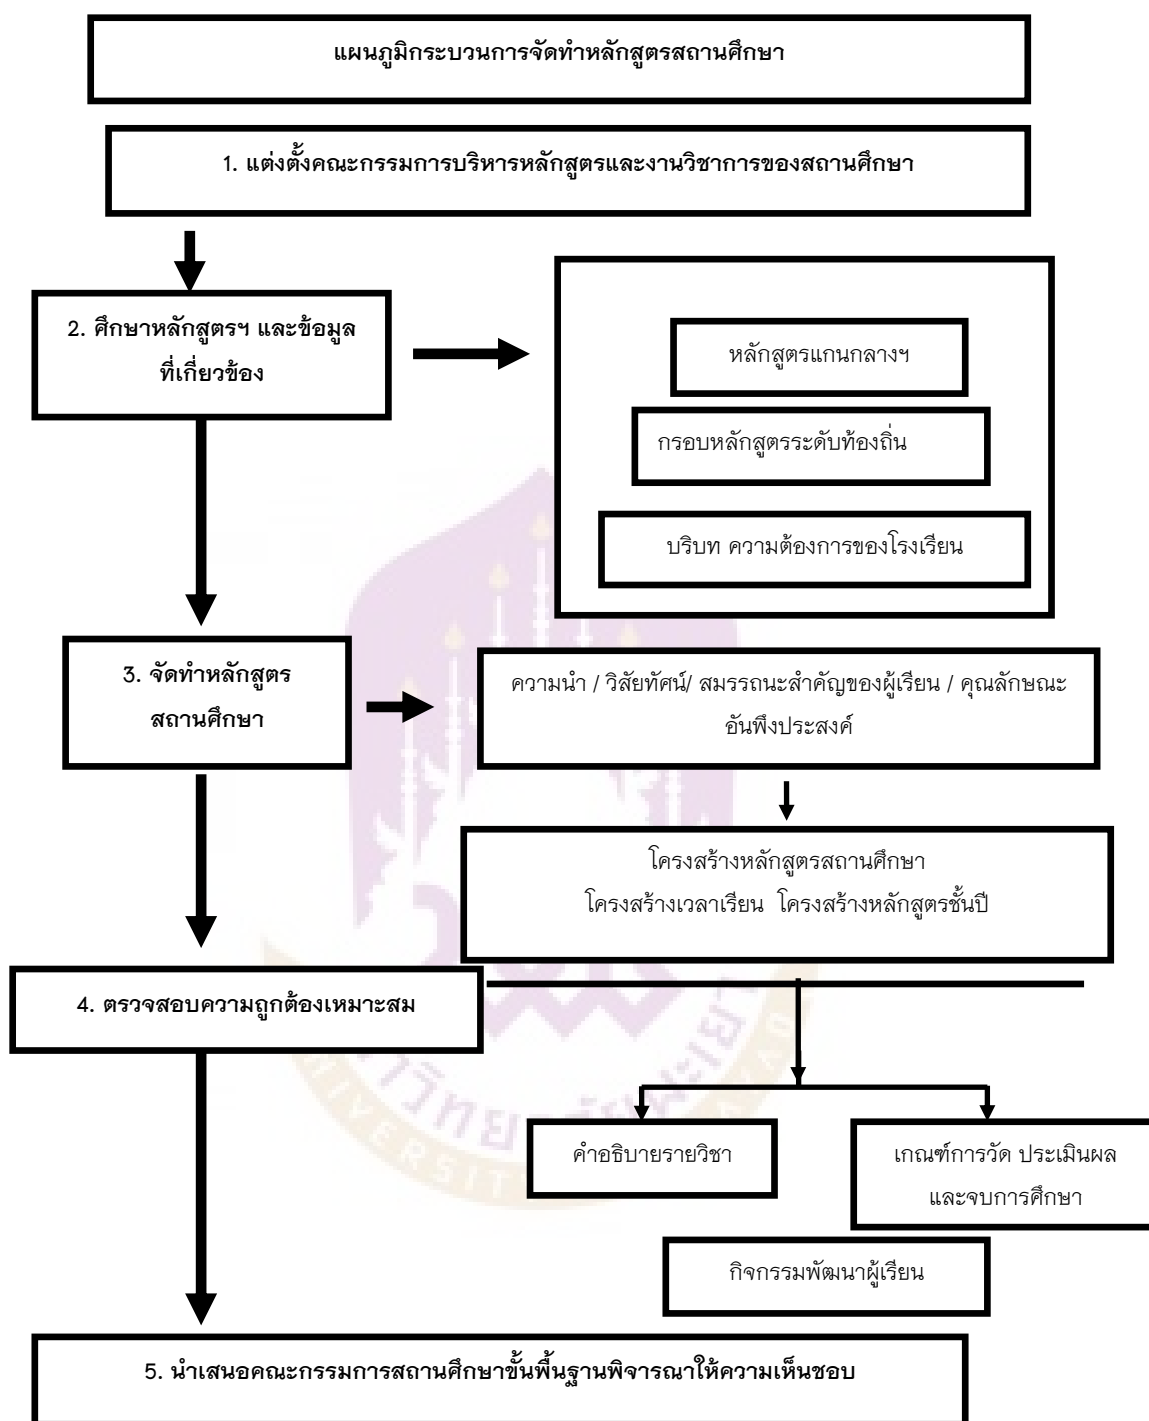 แผนภูมิกระบวนการจัดทำหลักสูตรสถานศึกษา
1. แต่งตั้งคณะกรรมการบริหารหลักสูตรและงานวิชาการของสถานศึกษา
2. ศึกษาหลักสูตรฯ และข้อมูล
ที่เกี่ยวข้อง
หลักสูตรแกนกลางฯ
กรอบหลักสูตรระดับท้องถิ่น
บริบท ความต้องการของโรงเรียน
3. จัดทำหลักสูตร
สถานศึกษา
ความนำ / วิสัยทัศน์/ สมรรถนะสำคัญของผู้เรียน / คุณลักษณะ
อันพึงประสงค์
โครงสร้างหลักสูตรสถานศึกษา
โครงสร้างเวลาเรียน โครงสร้างหลักสูตรชั้นปี
4. ตรวจสอบความถูกต้องเหมาะสม
คำอธิบายรายวิชา
เกณฑ์การวัด ประเมินผล
และจบการศึกษา
กิจกรรมพัฒนาผู้เรียน
5. นำเสนอคณะกรรมการสถานศึกษาขั้นพื้นฐานพิจารณาให้ความเห็นชอบ